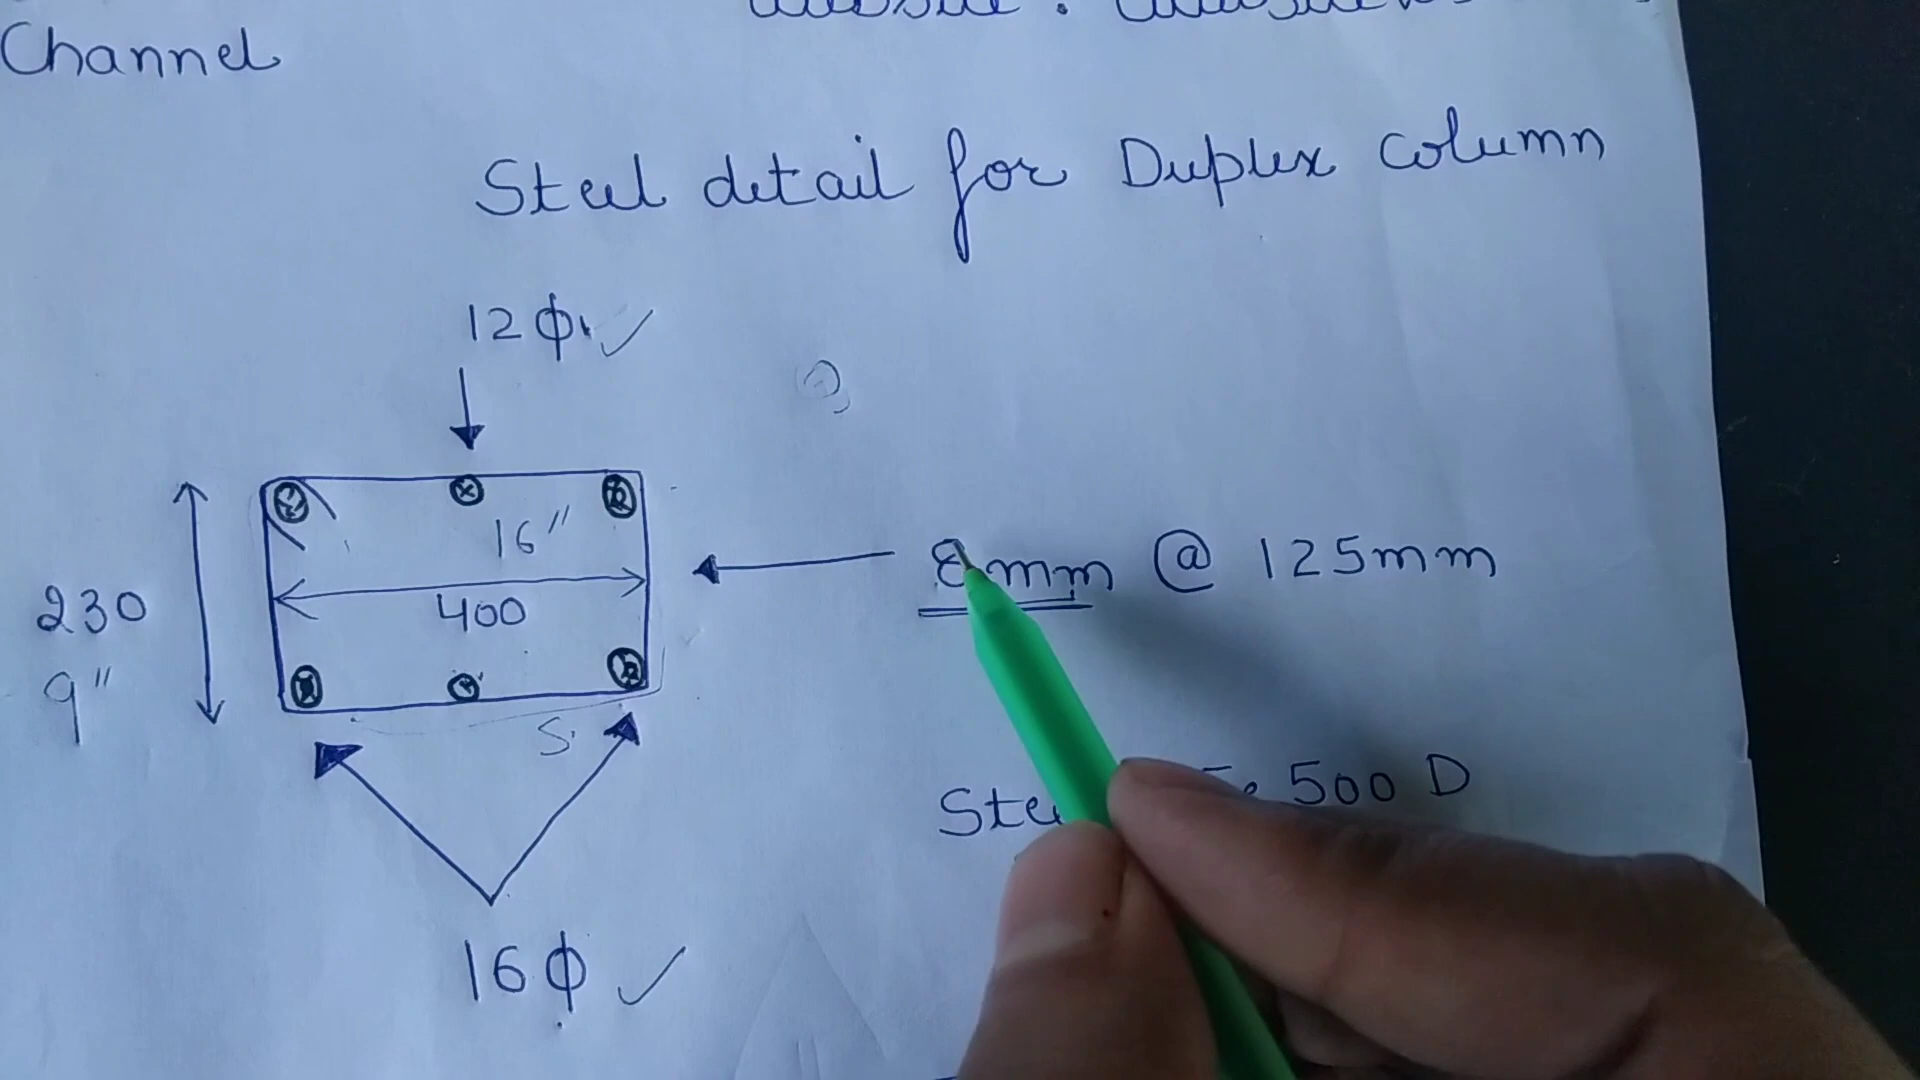 Channel
Steel detail for Duplex column
12ϕ
16"
400
230
9"
8mm @ 125mm
500 D
16ϕ